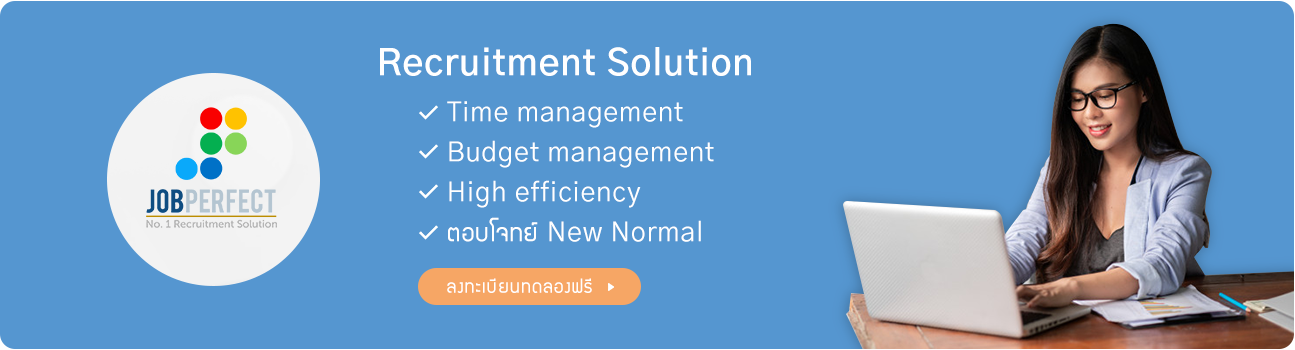 JOBPERFECT
No. 1 Recruitment Solution
Recruitment Solution
Time management
Budget management
High efficiency
ตอบโจทย์ New Normal
ลงทะเบียนทดลองฟรี